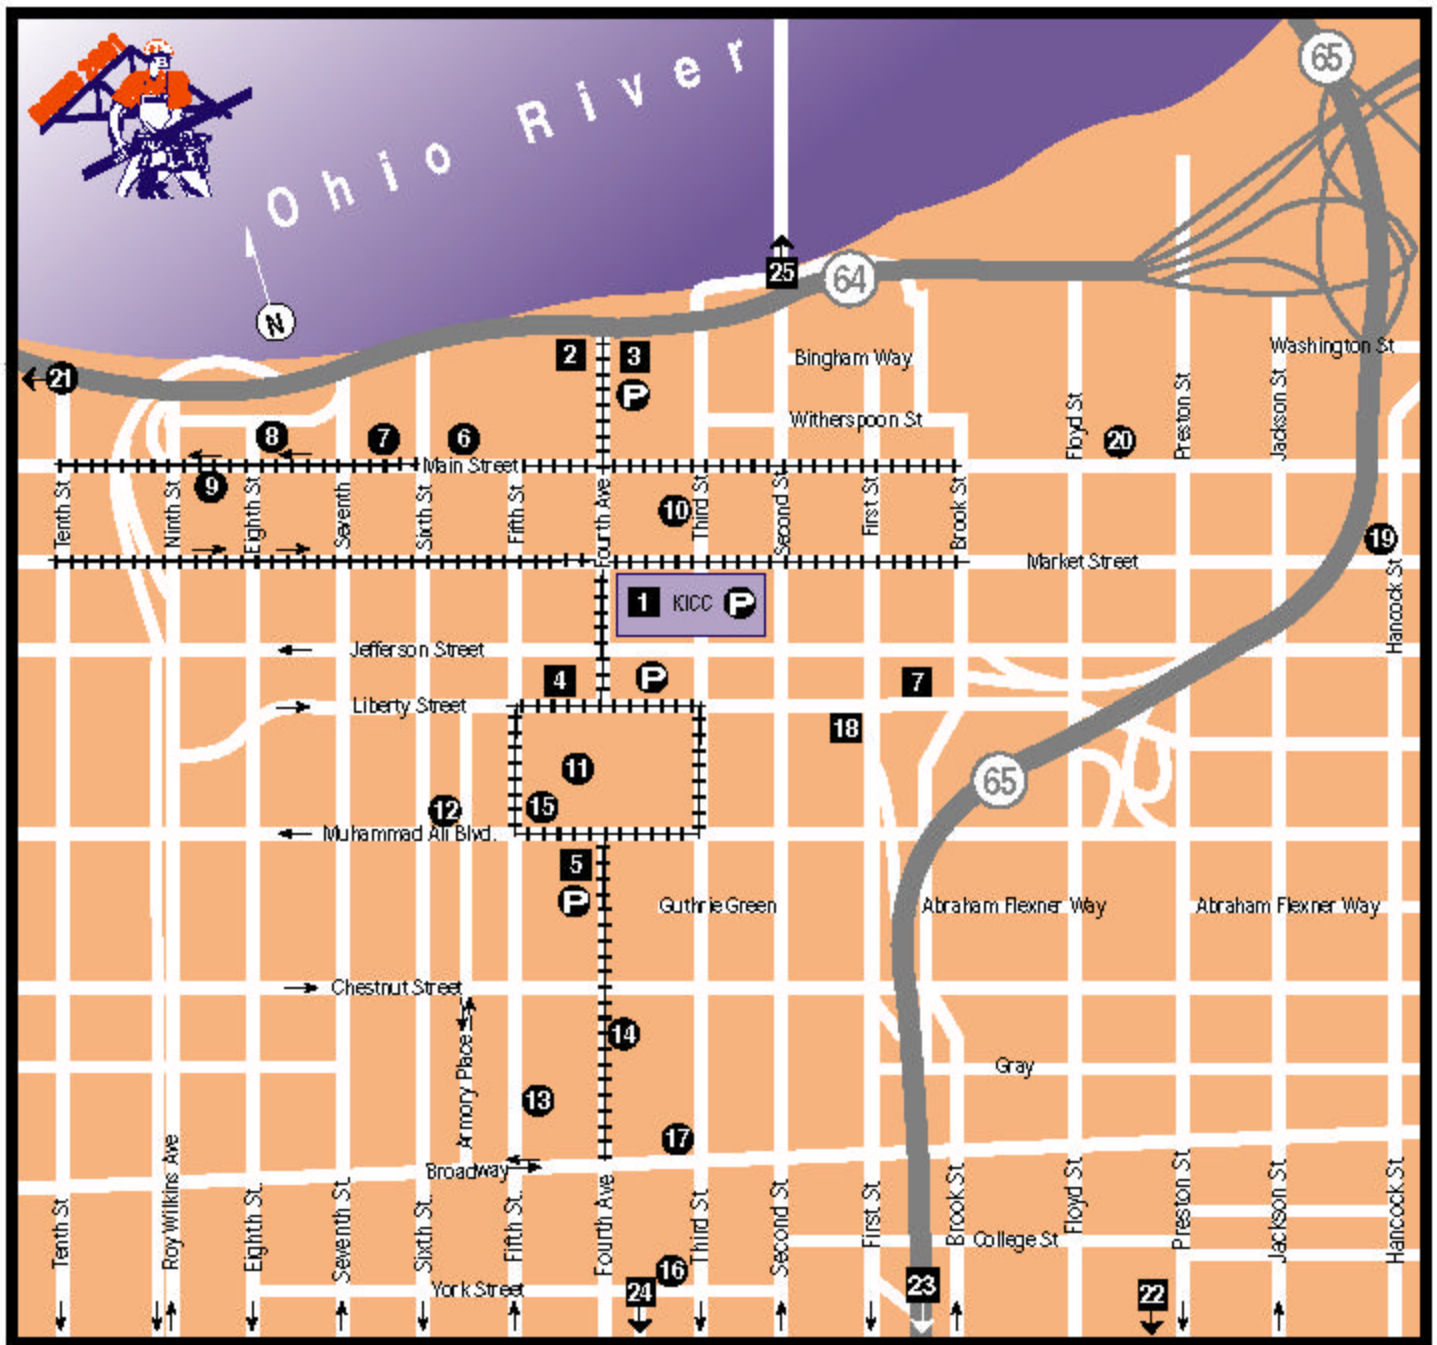 65
Ohio River
N
25
64
2
3
P
Bingham Way
Washington St
21
Witherspoon St
Floyd St
Preston St
Jackson St
8
7
6
20
Main Street
9
10
Tenth St
Ninth St
Eighth St
Seventh
Sixth St
Fifth St
Fourth Ave
Third St
Second St
First St
Brook St
19
Hancock St
Market Street
1 KICC P
Jefferson Street
4
P
7
Liberty Street
18
11
65
12
15
Muhammad Ali Blvd.
5
P
Guthrie Green
Abraham Flexner Way
Abraham Flexner Way
Chestnut Street
14
Armory Place
Gray
13
17
Broadway
Tenth St
Roy Wilkins Ave
Eighth St.
Seventh St.
Sixth St.
Fifth St.
Fourth Ave
Third St.
Second St
First St.
Brook St
Floyd St
Preston St
Jackson St
Hancock St
College St
16
York Street
24
23
22